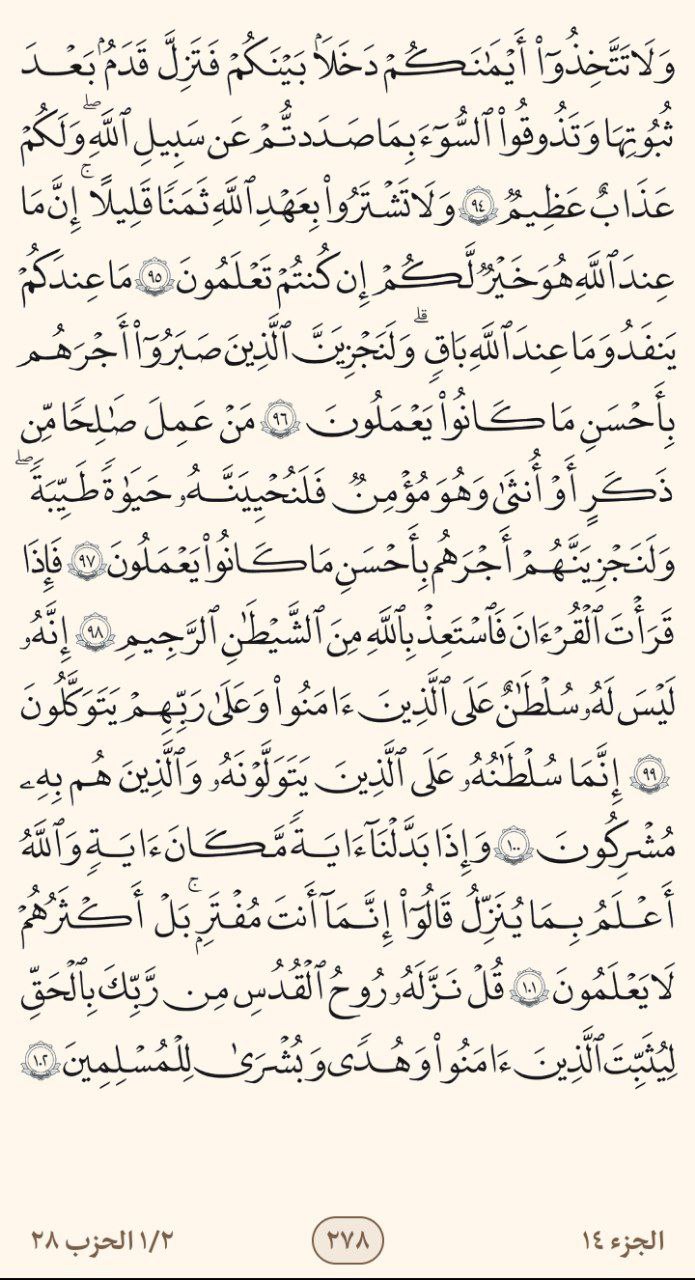 وَلَا تَتَّخِذُوٓا۟ أَيْمَـٰنَكُمْ دَخَلًۢا بَيْنَكُمْ فَتَزِلَّ قَدَمٌۢ بَعْدَ
ثُبُوتِهَا وَتَذُوقُوا۟ ٱلسُّوٓءَ بِمَا صَدَدتُّمْ عَن سَبِيلِ ٱللَّهِ ۖ وَلَكُمْ
عَذَابٌ عَظِيمٌ ٩٤ وَلَا تَشْتَرُوا۟ بِعَهْدِ ٱللَّهِ ثَمَنًا قَلِيلًا ۚ إِنَّمَا
عِندَ ٱللَّهِ هُوَ خَيْرٌ لَّكُمْ إِن كُنتُمْ تَعْلَمُونَ ٩٥ مَا عِندَكُمْ
يَنفَدُ وَمَا عِندَ ٱللَّهِ بَاقٍ ۗ وَلَنَجْزِيَنَّ ٱلَّذِينَ صَبَرُوٓا۟ أَجْرَهُم
بِأَحْسَنِ مَا كَانُوا۟ يَعْمَلُونَ ٩٦ مَنْ عَمِلَ صَـٰلِحًا مِّن
ذَكَرٍ أَوْ أُنثَىٰ وَهُوَ مُؤْمِنٌ فَلَنُحْيِيَنَّهُۥ حَيَوٰةً طَيِّبَةً ۖ
وَلَنَجْزِيَنَّهُمْ أَجْرَهُم بِأَحْسَنِ مَا كَانُوا۟ يَعْمَلُونَ ٩٧ فَإِذَا
قَرَأْتَ ٱلْقُرْءَانَ فَٱسْتَعِذْ بِٱللَّهِ مِنَ ٱلشَّيْطَـٰنِ ٱلرَّجِيمِ ٩٨ إِنَّهُۥ
لَيْسَ لَهُۥ سُلْطَـٰنٌ عَلَى ٱلَّذِينَ ءَامَنُوا۟ وَعَلَىٰ رَبِّهِمْ يَتَوَكَّلُونَ
٩٩ إِنَّمَا سُلْطَـٰنُهُۥ عَلَى ٱلَّذِينَ يَتَوَلَّوْنَهُۥ وَٱلَّذِينَ هُم بِهِۦ
مُشْرِكُونَ ١٠٠ وَإِذَا بَدَّلْنَآ ءَايَةً مَّكَانَ ءَايَةٍ وَٱللَّهُ
أَعْلَمُ بِمَا يُنَزِّلُ قَالُوٓا۟ إِنَّمَآ أَنتَ مُفْتَرٍۭ ۚ بَلْ أَكْثَرُهُمْ
لَا يَعْلَمُونَ ١٠١ قُلْ نَزَّلَهُۥ رُوحُ ٱلْقُدُسِ مِن رَّبِّكَ بِٱلْحَقِّ
لِيُثَبِّتَ ٱلَّذِينَ ءَامَنُوا۟ وَهُدًى وَبُشْرَىٰ لِلْمُسْلِمِينَ ١٠٢
الجزء ١٤ ٢٧٨ ١/٢ الحزب ٢٨